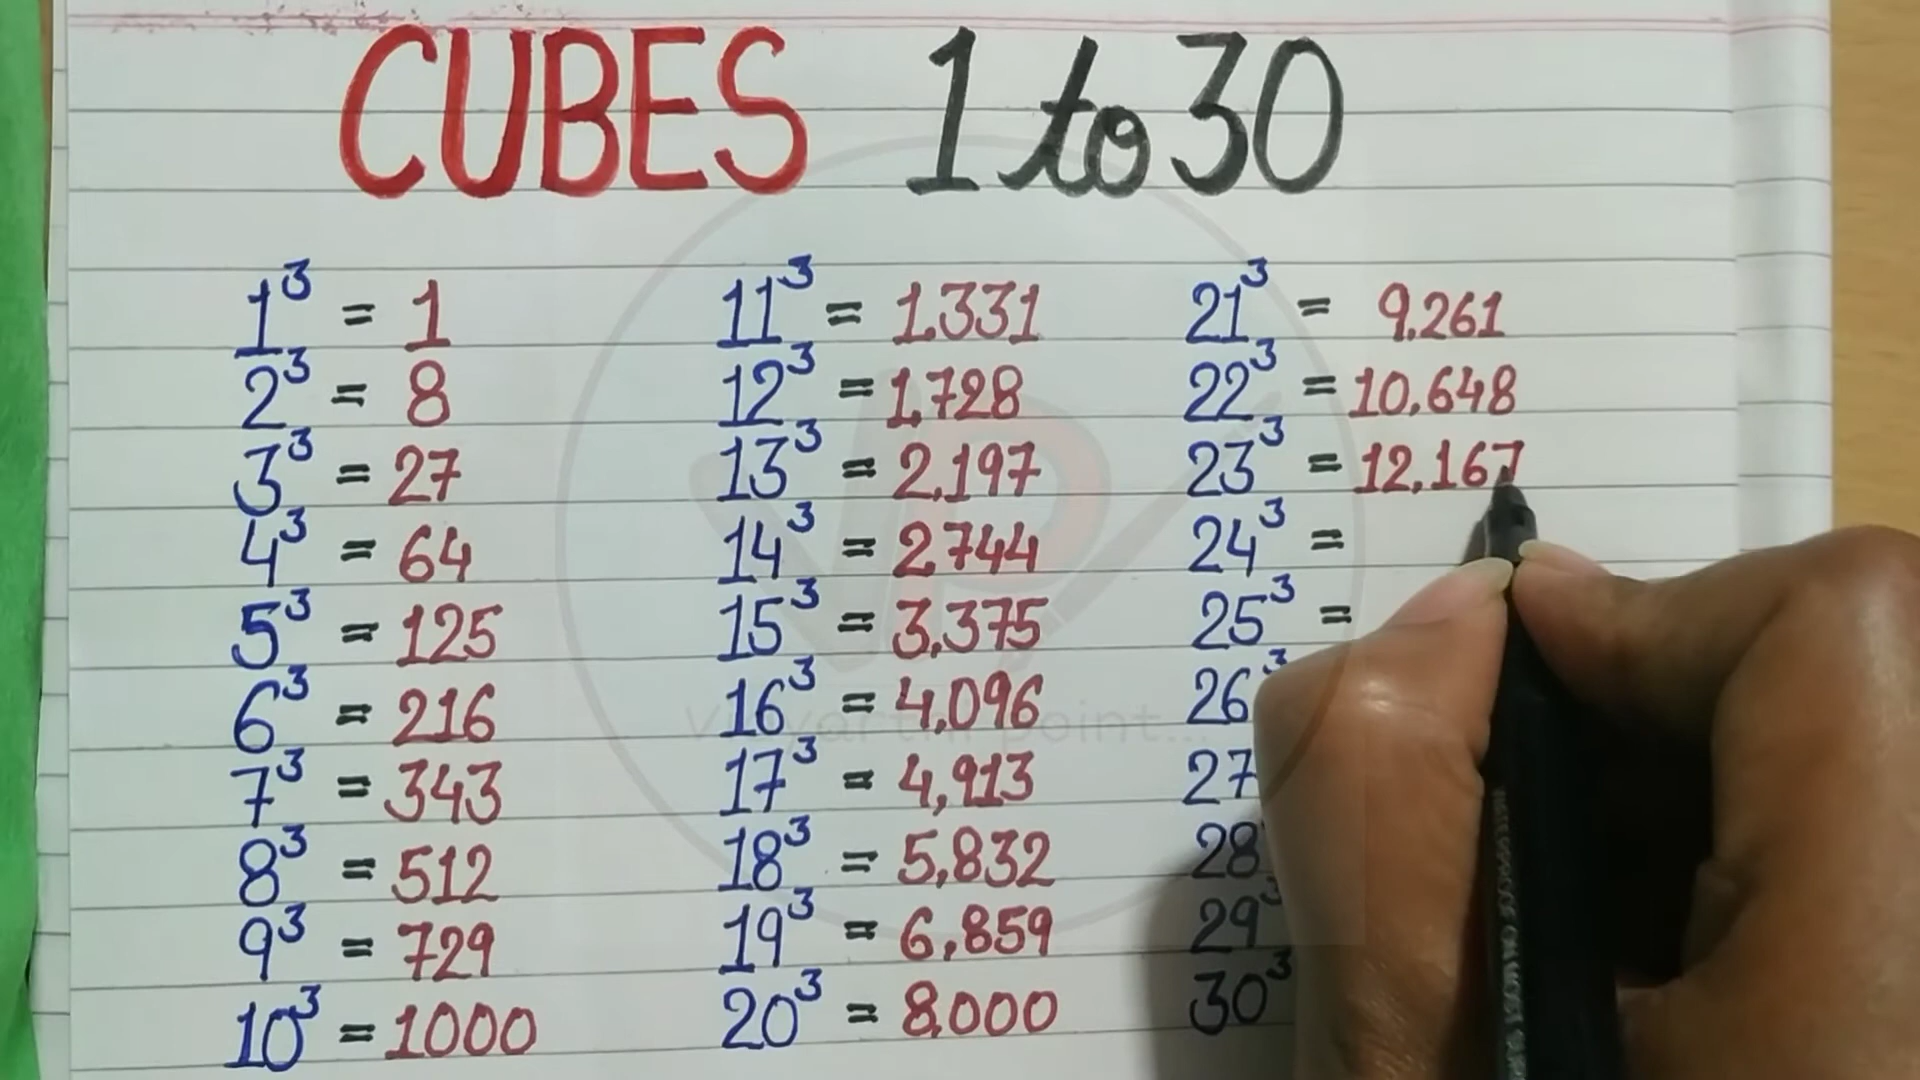 CUBES 1 to 30
1³ = 1
2³ = 8
3³ = 27
4³ = 64
5³ = 125
6³ = 216
7³ = 343
8³ = 512
9³ = 729
10³ = 1000
11³ = 1,331
12³ = 1,728
13³ = 2,197
14³ = 2,744
15³ = 3,375
16³ = 4,096
17³ = 4,913
18³ = 5,832
19³ = 6,859
20³ = 8,000
21³ = 9,261
22³ = 10,648
23³ = 12,167
24³ =
25³ =
26³
27
28
29³
30³
point...